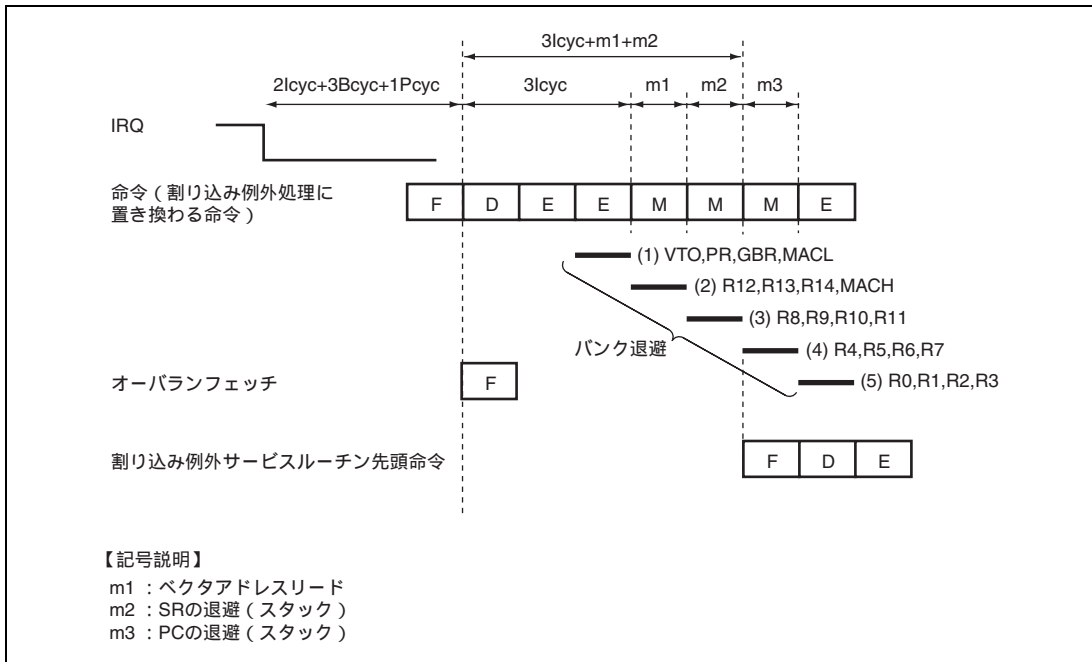 3Icyc+m1+m2
2Icyc+3Bcyc+1Pcyc
3Icyc
m1
m2
m3
IRQ
命令（割り込み例外処理に
置き換わる命令）
F D E E M M M E
(1) VTO,PR,GBR,MACL
(2) R12,R13,R14,MACH
(3) R8,R9,R10,R11
バンク退避
(4) R4,R5,R6,R7
オーバランフェッチ
F
(5) R0,R1,R2,R3
割り込み例外サービスルーチン先頭命令
F D E
【記号説明】
m1 ：ベクタアドレスリード
m2 ：SRの退避（スタック）
m3 ：PCの退避（スタック）